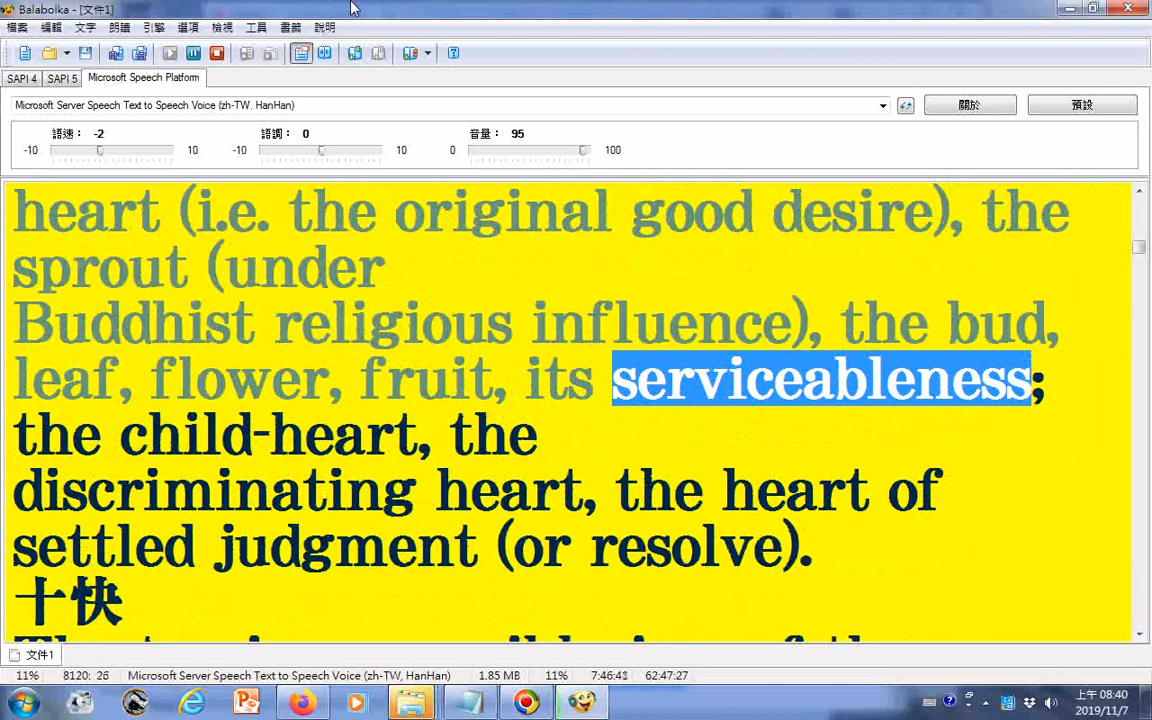 Balabolka - [文件1]
檔案 編輯 文字 朗讀 引擎 選項 檢視 工具 書籤 說明
SAPI 4 SAPI 5 Microsoft Speech Platform
Microsoft Server Speech Text to Speech Voice (zh-TW, HanHan) 關於 預設
語速： -2 語調： 0 音量： 95
-10 10 -10 10 0 100
heart (i.e. the original good desire), the
sprout (under
Buddhist religious influence), the bud,
leaf, flower, fruit, its serviceableness;
the child-heart, the
discriminating heart, the heart of
settled judgment (or resolve).
十快
文件1
11% 8120: 26 Microsoft Server Speech Text to Speech Voice (zh-TW, HanHan) 1.85 MB 11% 7:46:41 62:47:27
上午 08:40
2019/11/7